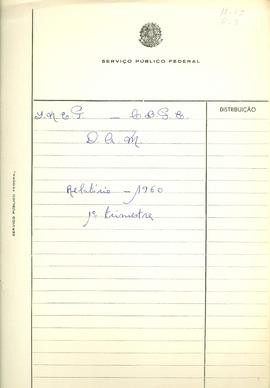 SERVIÇO PÚBLICO FEDERAL
DISTRIBUIÇÃO
D. A. M.
Relatório - 1960
1º trimestre
SERVIÇO PÚBLICO FEDERAL